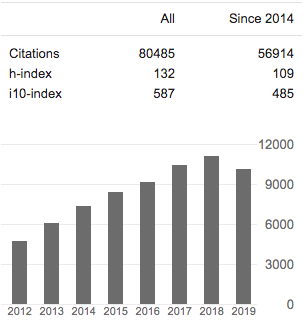 All Since 2014
Citations 80485 56914
h-index 132 109
i10-index 587 485
12000
9000
6000
3000
0
2012 2013 2014 2015 2016 2017 2018 2019